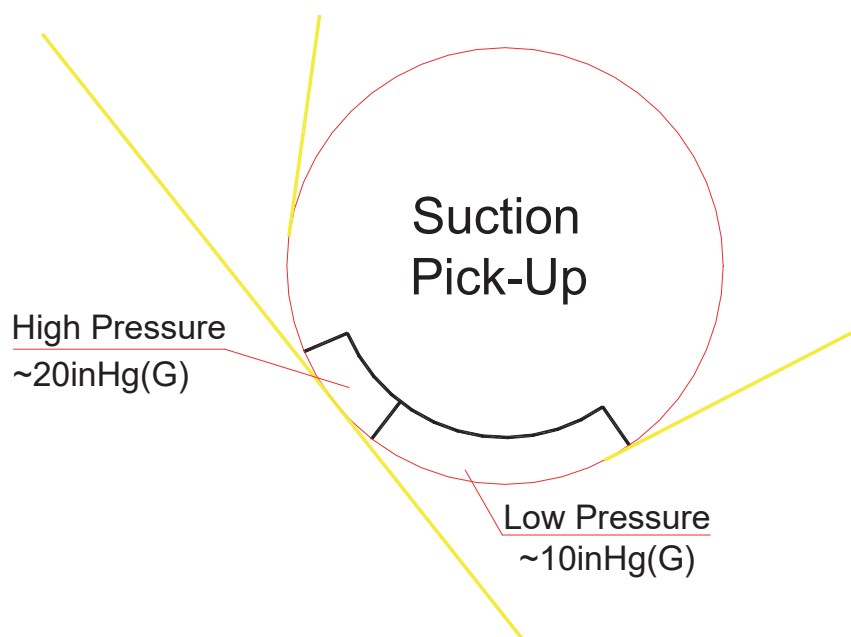 Suction
Pick-Up
High Pressure
~20inHg(G)
Low Pressure
~10inHg(G)